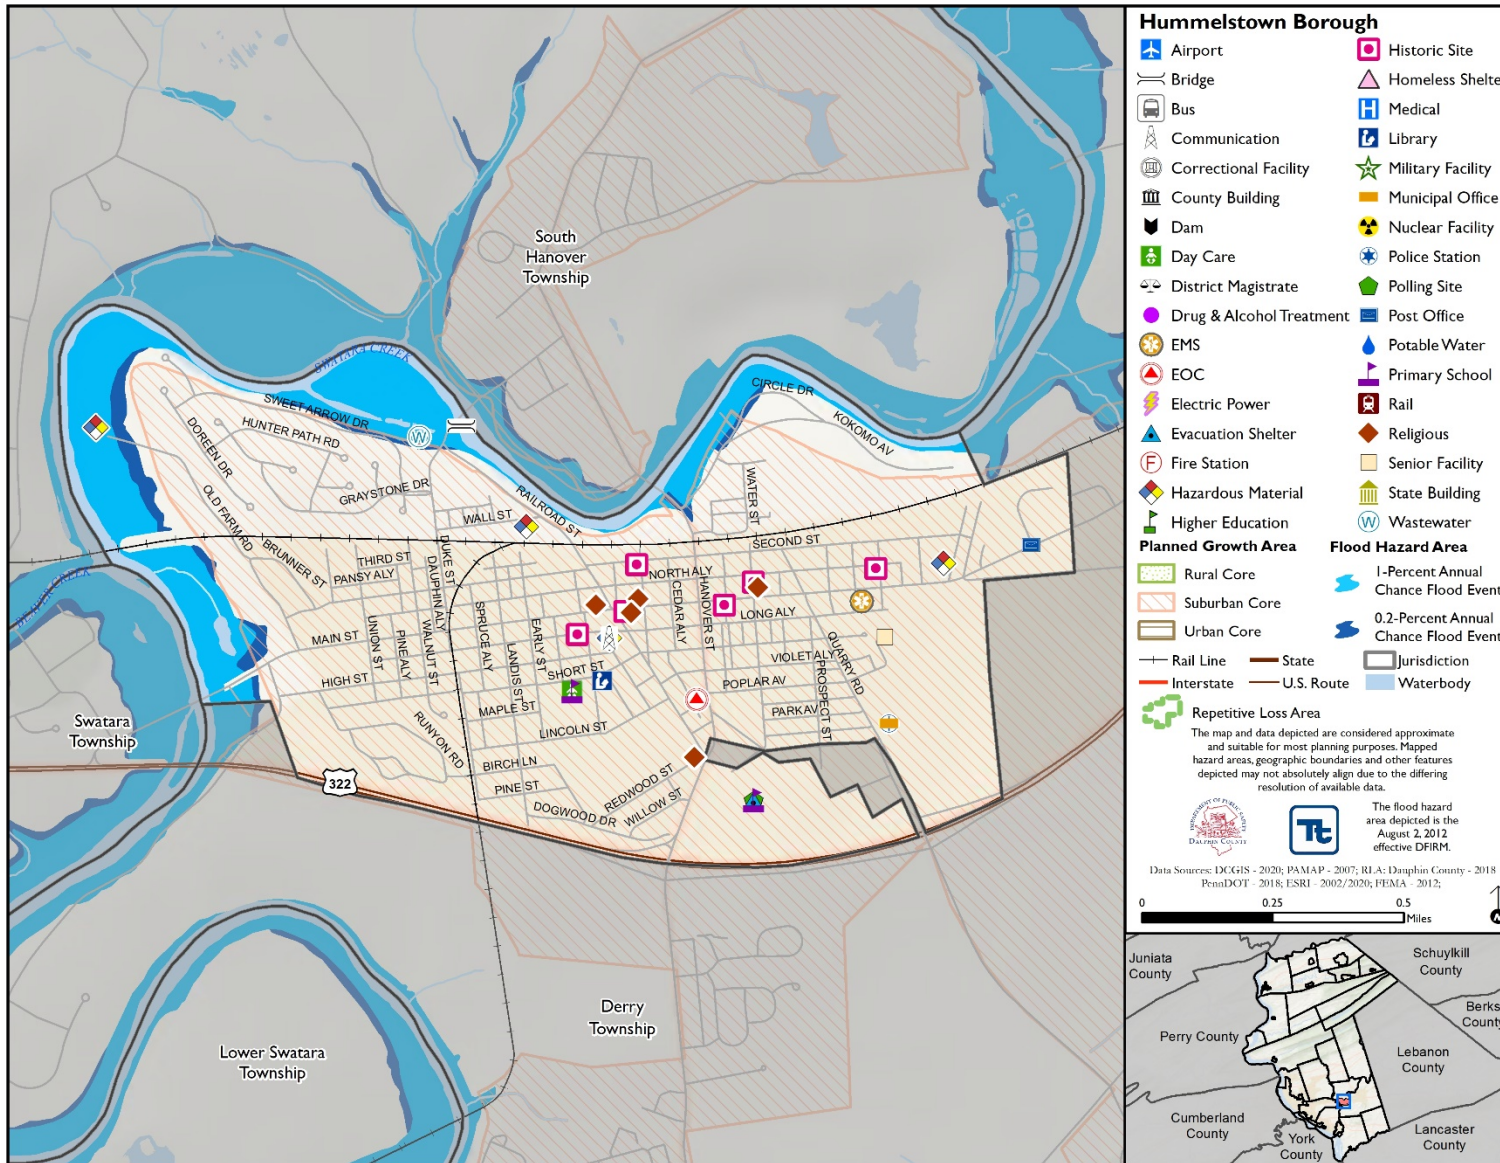 Hummelstown Borough
Airport
Bridge
Bus
Communication
Correctional Facility
County Building
Dam
Day Care
District Magistrate
Drug & Alcohol Treatment
EMS
EOC
Electric Power
Evacuation Shelter
F
Fire Station
Hazardous Material
Higher Education
Historic Site
Homeless Shelte
H
Medical
Library
Military Facility
Municipal Office
Nuclear Facility
Police Station
Polling Site
Post Office
Potable Water
Primary School
Rail
Religious
Senior Facility
State Building
W
Wastewater
Planned Growth Area
Rural Core
Suburban Core
Urban Core
Flood Hazard Area
1-Percent Annual
Chance Flood Event
0.2-Percent Annual
Chance Flood Event
Rail Line
State
Jurisdiction
Interstate
U.S. Route
Waterbody
Repetitive Loss Area
The map and data depicted are considered approximate
and suitable for most planning purposes. Mapped
hazard areas, geographic boundaries and other features
depicted may not absolutely align due to the differing
resolution of available data.
DEPARTMENT OF PUBLIC SAFETY
DAUPHIN COUNTY
Tt
The flood hazard
area depicted is the
August 2, 2012
effective DFIRM.
Data Sources: DCGIS - 2020; PAMAP - 2007; RLA: Dauphin County - 2018
PennDOT - 2018; ESRI - 2002/2020; FEMA - 2012;
0
0.25
0.5
Miles
N
South
Hanover
Township
SWATARA CREEK
CIRCLE DR
KOKOMO AV
SWEET ARROW DR
HUNTER PATH RD
DOREEN DR
GRAYSTONE DR
W
OLD FARM RD
WALL ST
RAILROAD ST
WATER ST
SECOND ST
BRUNNER ST
THIRD ST
PANSY ALY
DUKE ST
DAUPHIN ALY
NORTH ALY
CEDAR ALY
HANOVER ST
LONG ALY
BEAVER CREEK
MAIN ST
UNION ST
PINE ALY
WALNUT ST
SPRUCE ALY
LANDIS ST
EARLY ST
SHORT ST
VIOLET ALY
QUARRY RD
PROSPECT ST
HIGH ST
POPLAR AV
MAPLE ST
PARK AV
RUNYON RD
LINCOLN ST
BIRCH LN
PINE ST
REDWOOD ST
WILLOW ST
DOGWOOD DR
322
Swatara
Township
Derry
Township
Lower Swatara
Township
Juniata
County
Schuylkill
County
Berks
County
Perry County
Lebanon
County
Cumberland
County
York
County
Lancaster
County